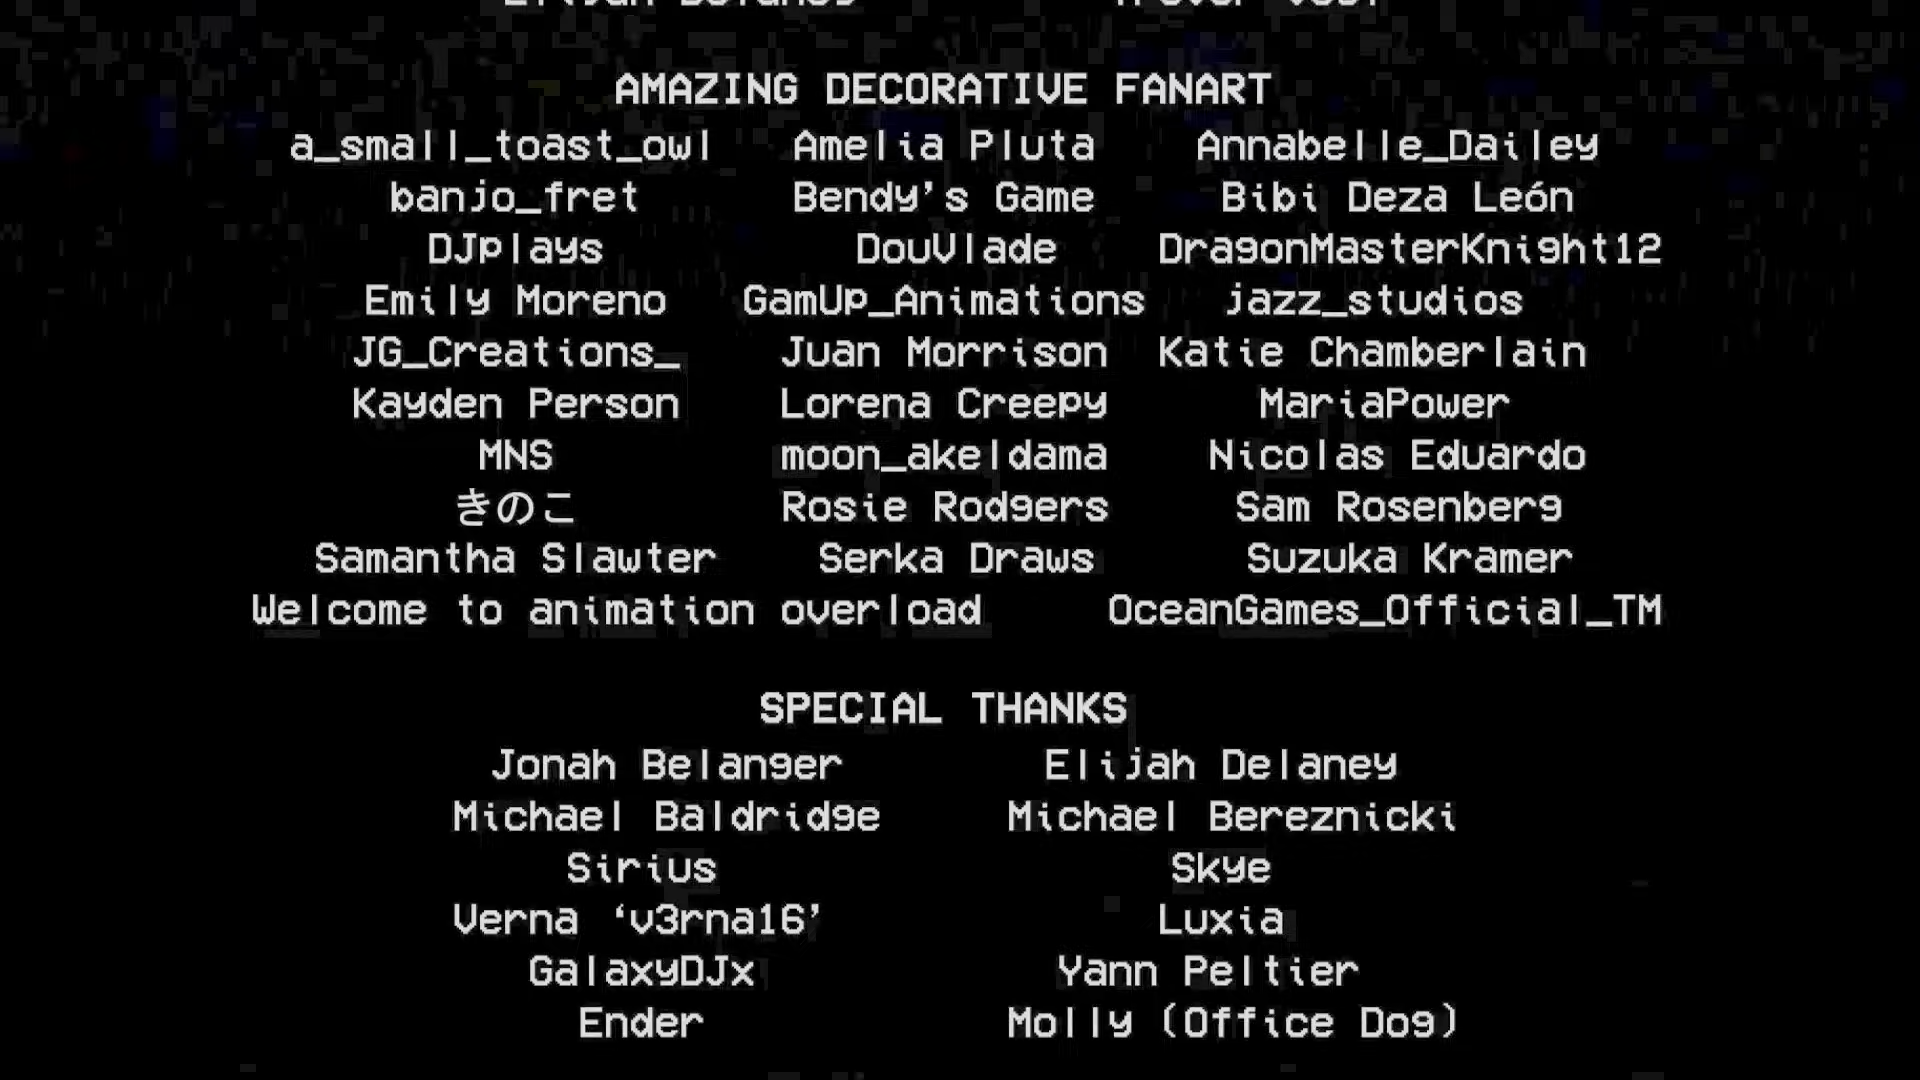 AMAZING DECORATIVE FANART
a_small_toast_owl Amelia Pluta Annabelle_Dailey
banjo_fret Bendy’s Game Bibi Deza León
DJplays DouVlade DragonMasterKnight12
Emily Moreno GamUp_Animations jazz_studios
JG_Creations_ Juan Morrison Katie Chamberlain
Kayden Person Lorena Creepy MariaPower
MNS moon_akeldama Nicolas Eduardo
きのこ Rosie Rodgers Sam Rosenberg
Samantha Slawter Serka Draws Suzuka Kramer
Welcome to animation overload OceanGames_Official_TM
SPECIAL THANKS
Jonah Belanger Elijah Delaney
Michael Baldridge Michael Bereznicki
Sirius Skye
Verna ‘v3rna16’ Luxia
GalaxyDJx Yann Peltier
Ender Molly (Office Dog)